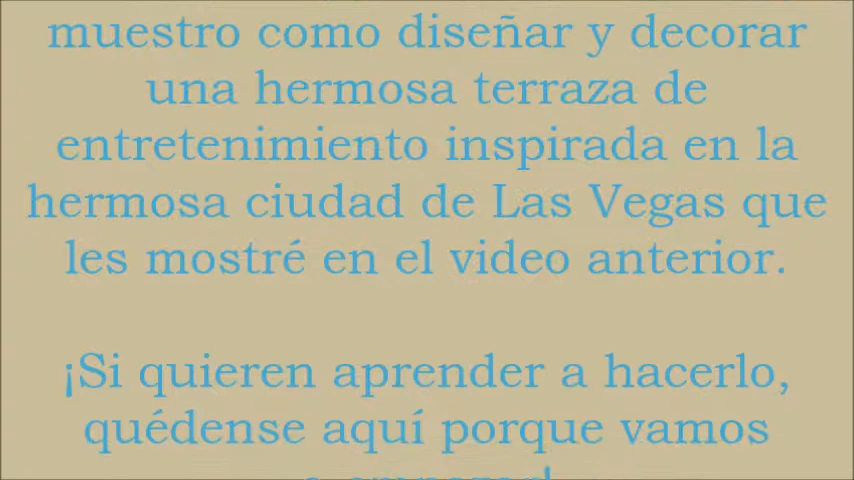 muestro como diseñar y decorar
una hermosa terraza de
entretenimiento inspirada en la
hermosa ciudad de Las Vegas que
les mostré en el video anterior.
¡Si quieren aprender a hacerlo,
quédense aquí porque vamos
a empezar!